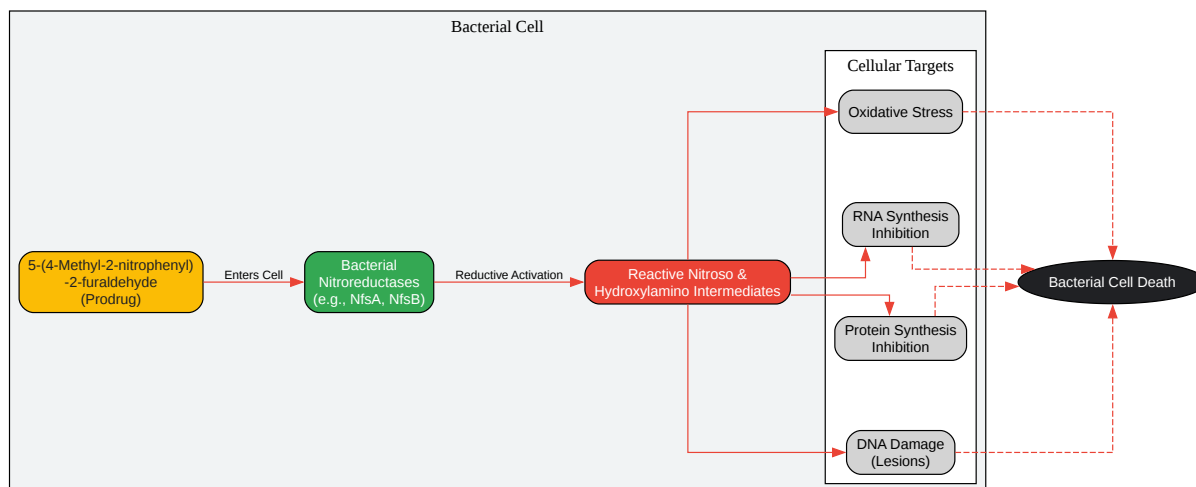 Bacterial Cell
Cellular Targets
Oxidative Stress
RNA Synthesis
Inhibition
5-(4-Methyl-2-nitrophenyl)
-2-furaldehyde
(Prodrug)
Enters Cell
Bacterial
Nitroreductases
(e.g., NfsA, NfsB)
Reductive Activation
Reactive Nitroso &
Hydroxylamino Intermediates
Bacterial Cell Death
Protein Synthesis
Inhibition
DNA Damage
(Lesions)